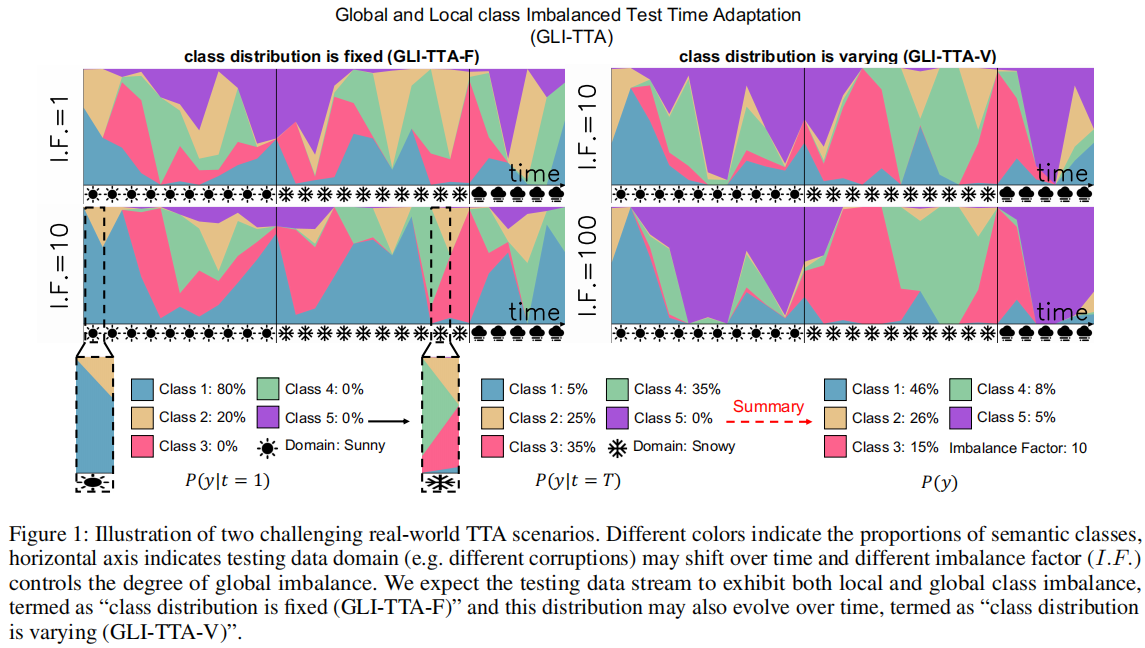 Global and Local class Imbalanced Test Time Adaptation
(GLI-TTA)
class distribution is fixed (GLI-TTA-F)
class distribution is varying (GLI-TTA-V)
I.F.=1
time
I.F.=10
time
I.F.=10
time
I.F.=100
time
Class 1: 80%
Class 4: 0%
Class 2: 20%
Class 5: 0%
Class 3: 0%
Domain: Sunny
P(y|t = 1)
Class 1: 5%
Class 4: 35%
Class 2: 25%
Class 5: 0%
Class 3: 35%
Domain: Snowy
P(y|t = T)
Summary
Class 1: 46%
Class 4: 8%
Class 2: 26%
Class 5: 5%
Class 3: 15%
Imbalance Factor: 10
P(y)
Figure 1: Illustration of two challenging real-world TTA scenarios. Different colors indicate the proportions of semantic classes,
horizontal axis indicates testing data domain (e.g. different corruptions) may shift over time and different imbalance factor (I.F.)
controls the degree of global imbalance. We expect the testing data stream to exhibit both local and global class imbalance,
termed as “class distribution is fixed (GLI-TTA-F)” and this distribution may also evolve over time, termed as “class distribution
is varying (GLI-TTA-V)”.